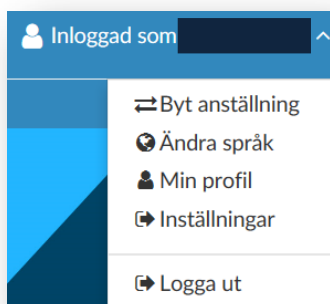 Inloggad som
Byt anställning
Ändra språk
Min profil
Inställningar
Logga ut